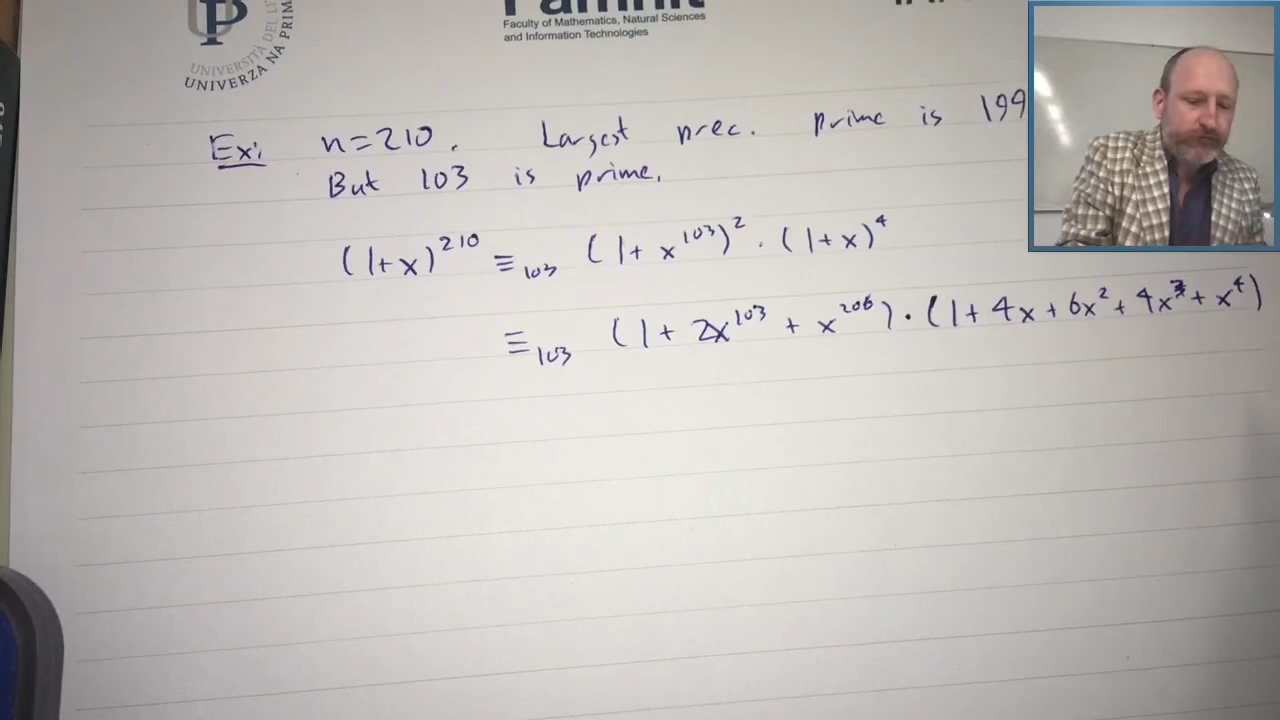 UNIVERSITÀ DEL LI
UNIVERZA NA PRIM
Famnit
Faculty of Mathematics, Natural Sciences
and Information Technologies
Ex: n=210. Largest prec. prime is 199
But 103 is prime.
(1+x)^210 ≡_103 (1+x^103)^2 · (1+x)^4
≡_103 (1+2x^103 + x^206) · (1+4x+6x^2+4x^3+x^4)